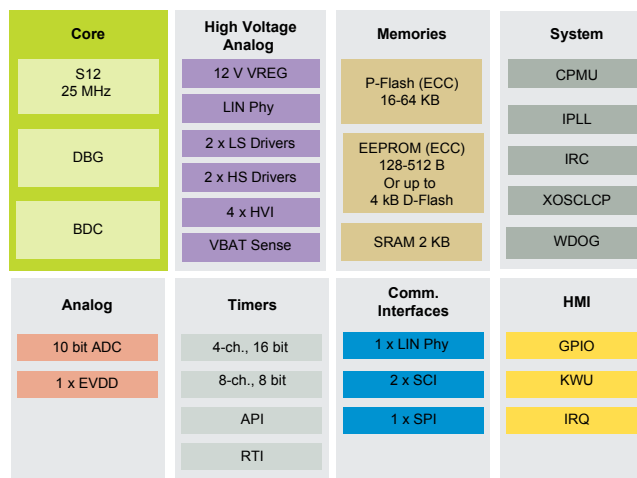 Core
S12
25 MHz
DBG
BDC
High Voltage
Analog
12 V VREG
LIN Phy
2 x LS Drivers
2 x HS Drivers
4 x HVI
VBAT Sense
Memories
P-Flash (ECC)
16-64 KB
EEPROM (ECC)
128-512 B
Or up to
4 kB D-Flash
SRAM 2 KB
System
CPMU
IPLL
IRC
XOSCLCP
WDOG
Analog
10 bit ADC
1 x EVDD
Timers
4-ch., 16 bit
8-ch., 8 bit
API
RTI
Comm.
Interfaces
1 x LIN Phy
2 x SCI
1 x SPI
HMI
GPIO
KWU
IRQ